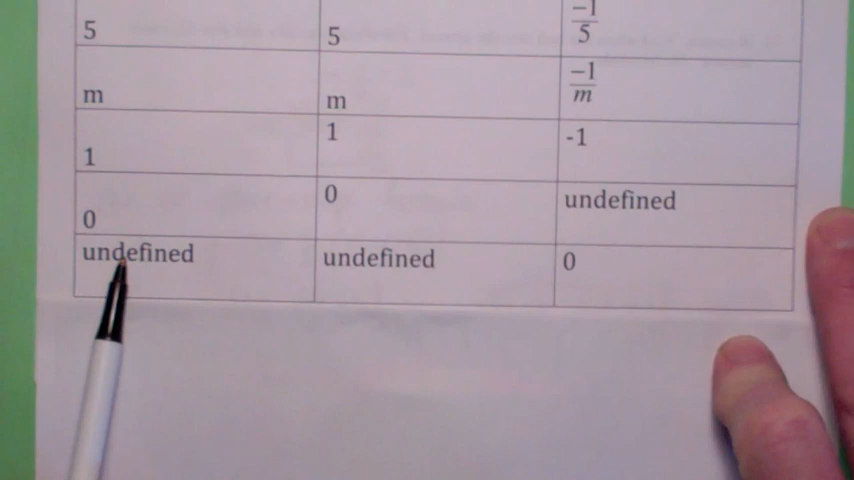 5 5 −1/5
m m −1/m
1 1 -1
0 0 undefined
undefined undefined 0